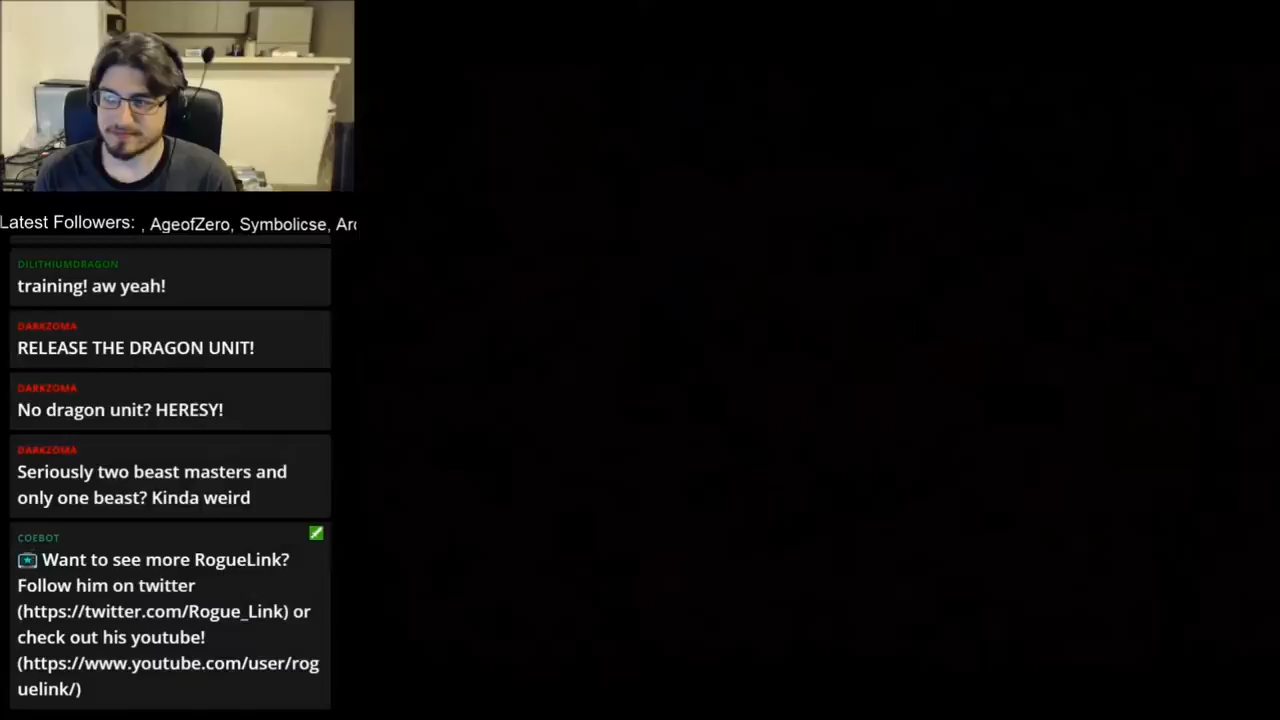 Latest Followers: , AgeofZero, Symbolicse, Arc
DILITHIUMDRAGON
training! aw yeah!
DARKZOMA
RELEASE THE DRAGON UNIT!
DARKZOMA
No dragon unit? HERESY!
DARKZOMA
Seriously two beast masters and
only one beast? Kinda weird
COEBOT
Want to see more RogueLink?
Follow him on twitter
(https://twitter.com/Rogue_Link) or
check out his youtube!
(https://www.youtube.com/user/rog
uelink/)